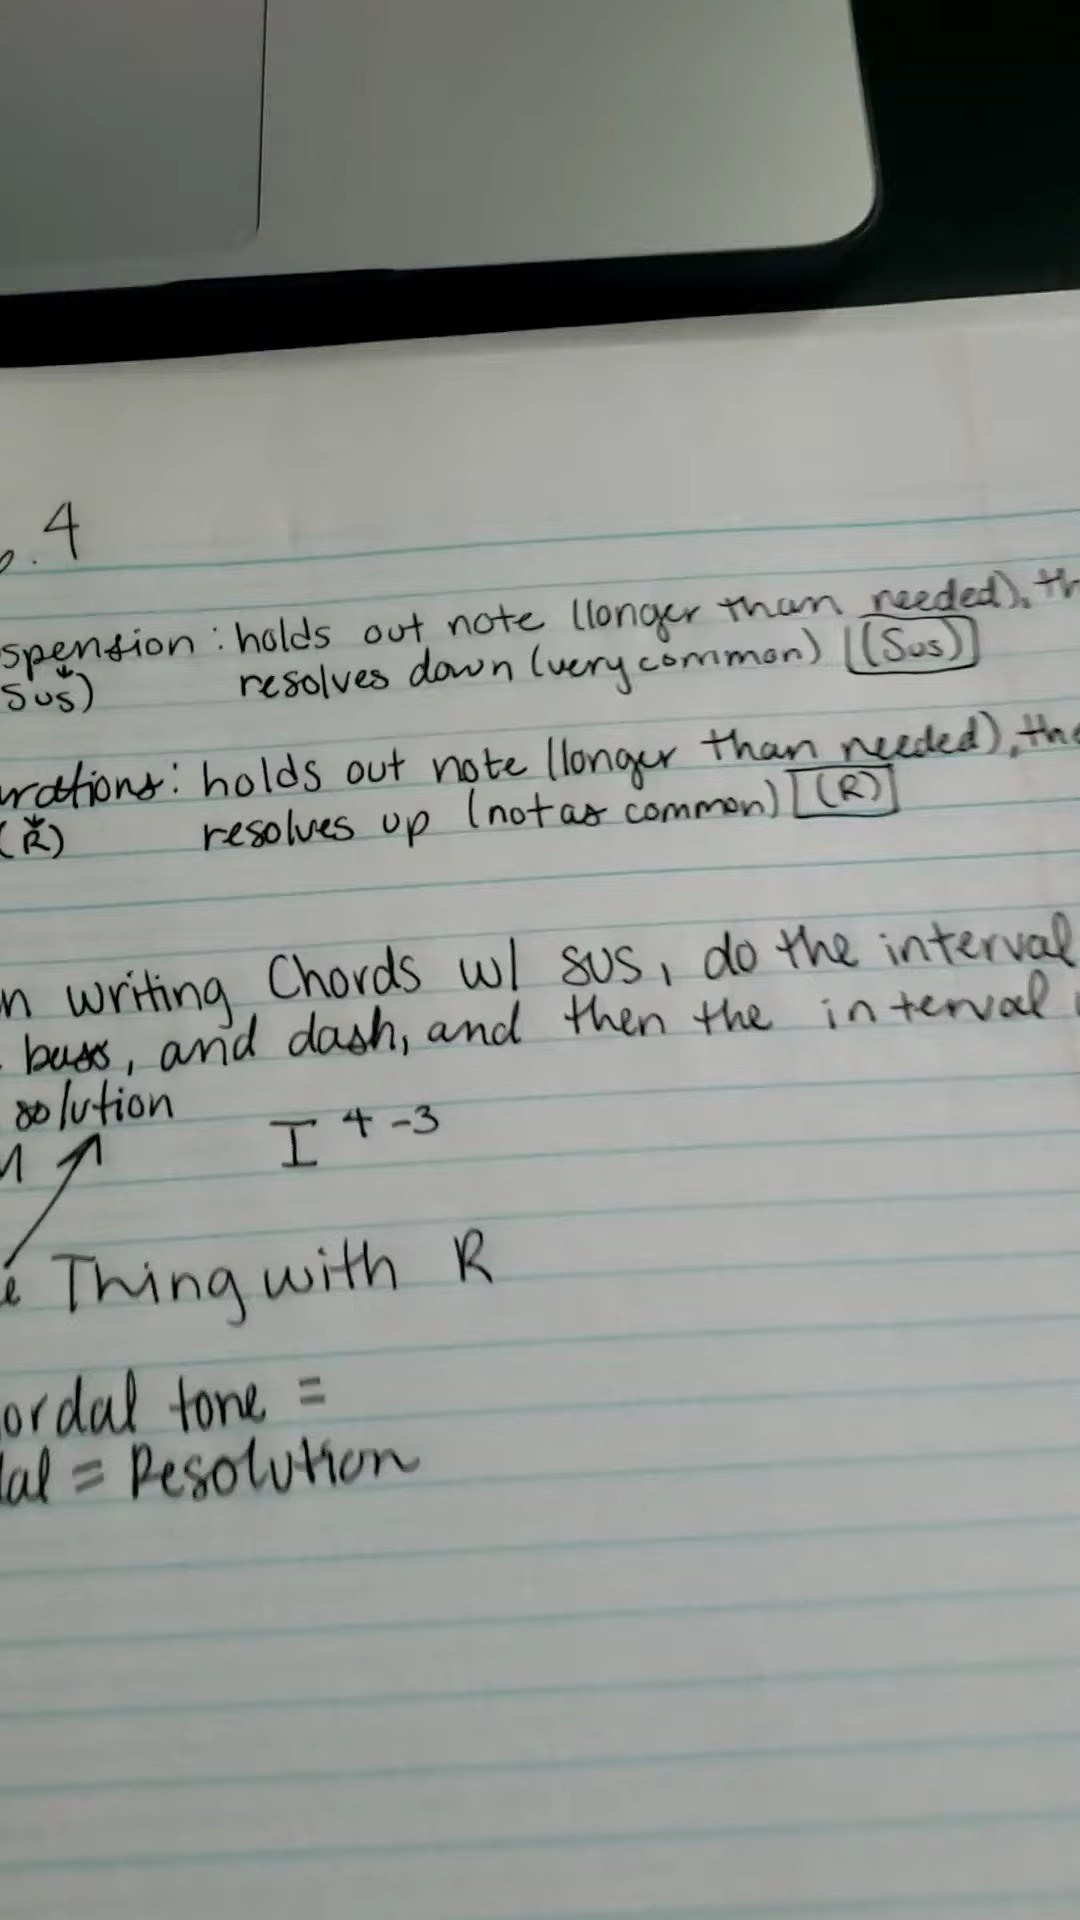 . 4
spension : holds out note (longer than needed), th
Sus) resolves down (very common) (Sus)
urations : holds out note (longer than needed), the
(R) resolves up (not as common) (R)
n writing Chords w/ sus, do the interval
bass, and dash, and then the interval
solution
I 4-3
e Thing with R
ordal tone =
dal = Resolution